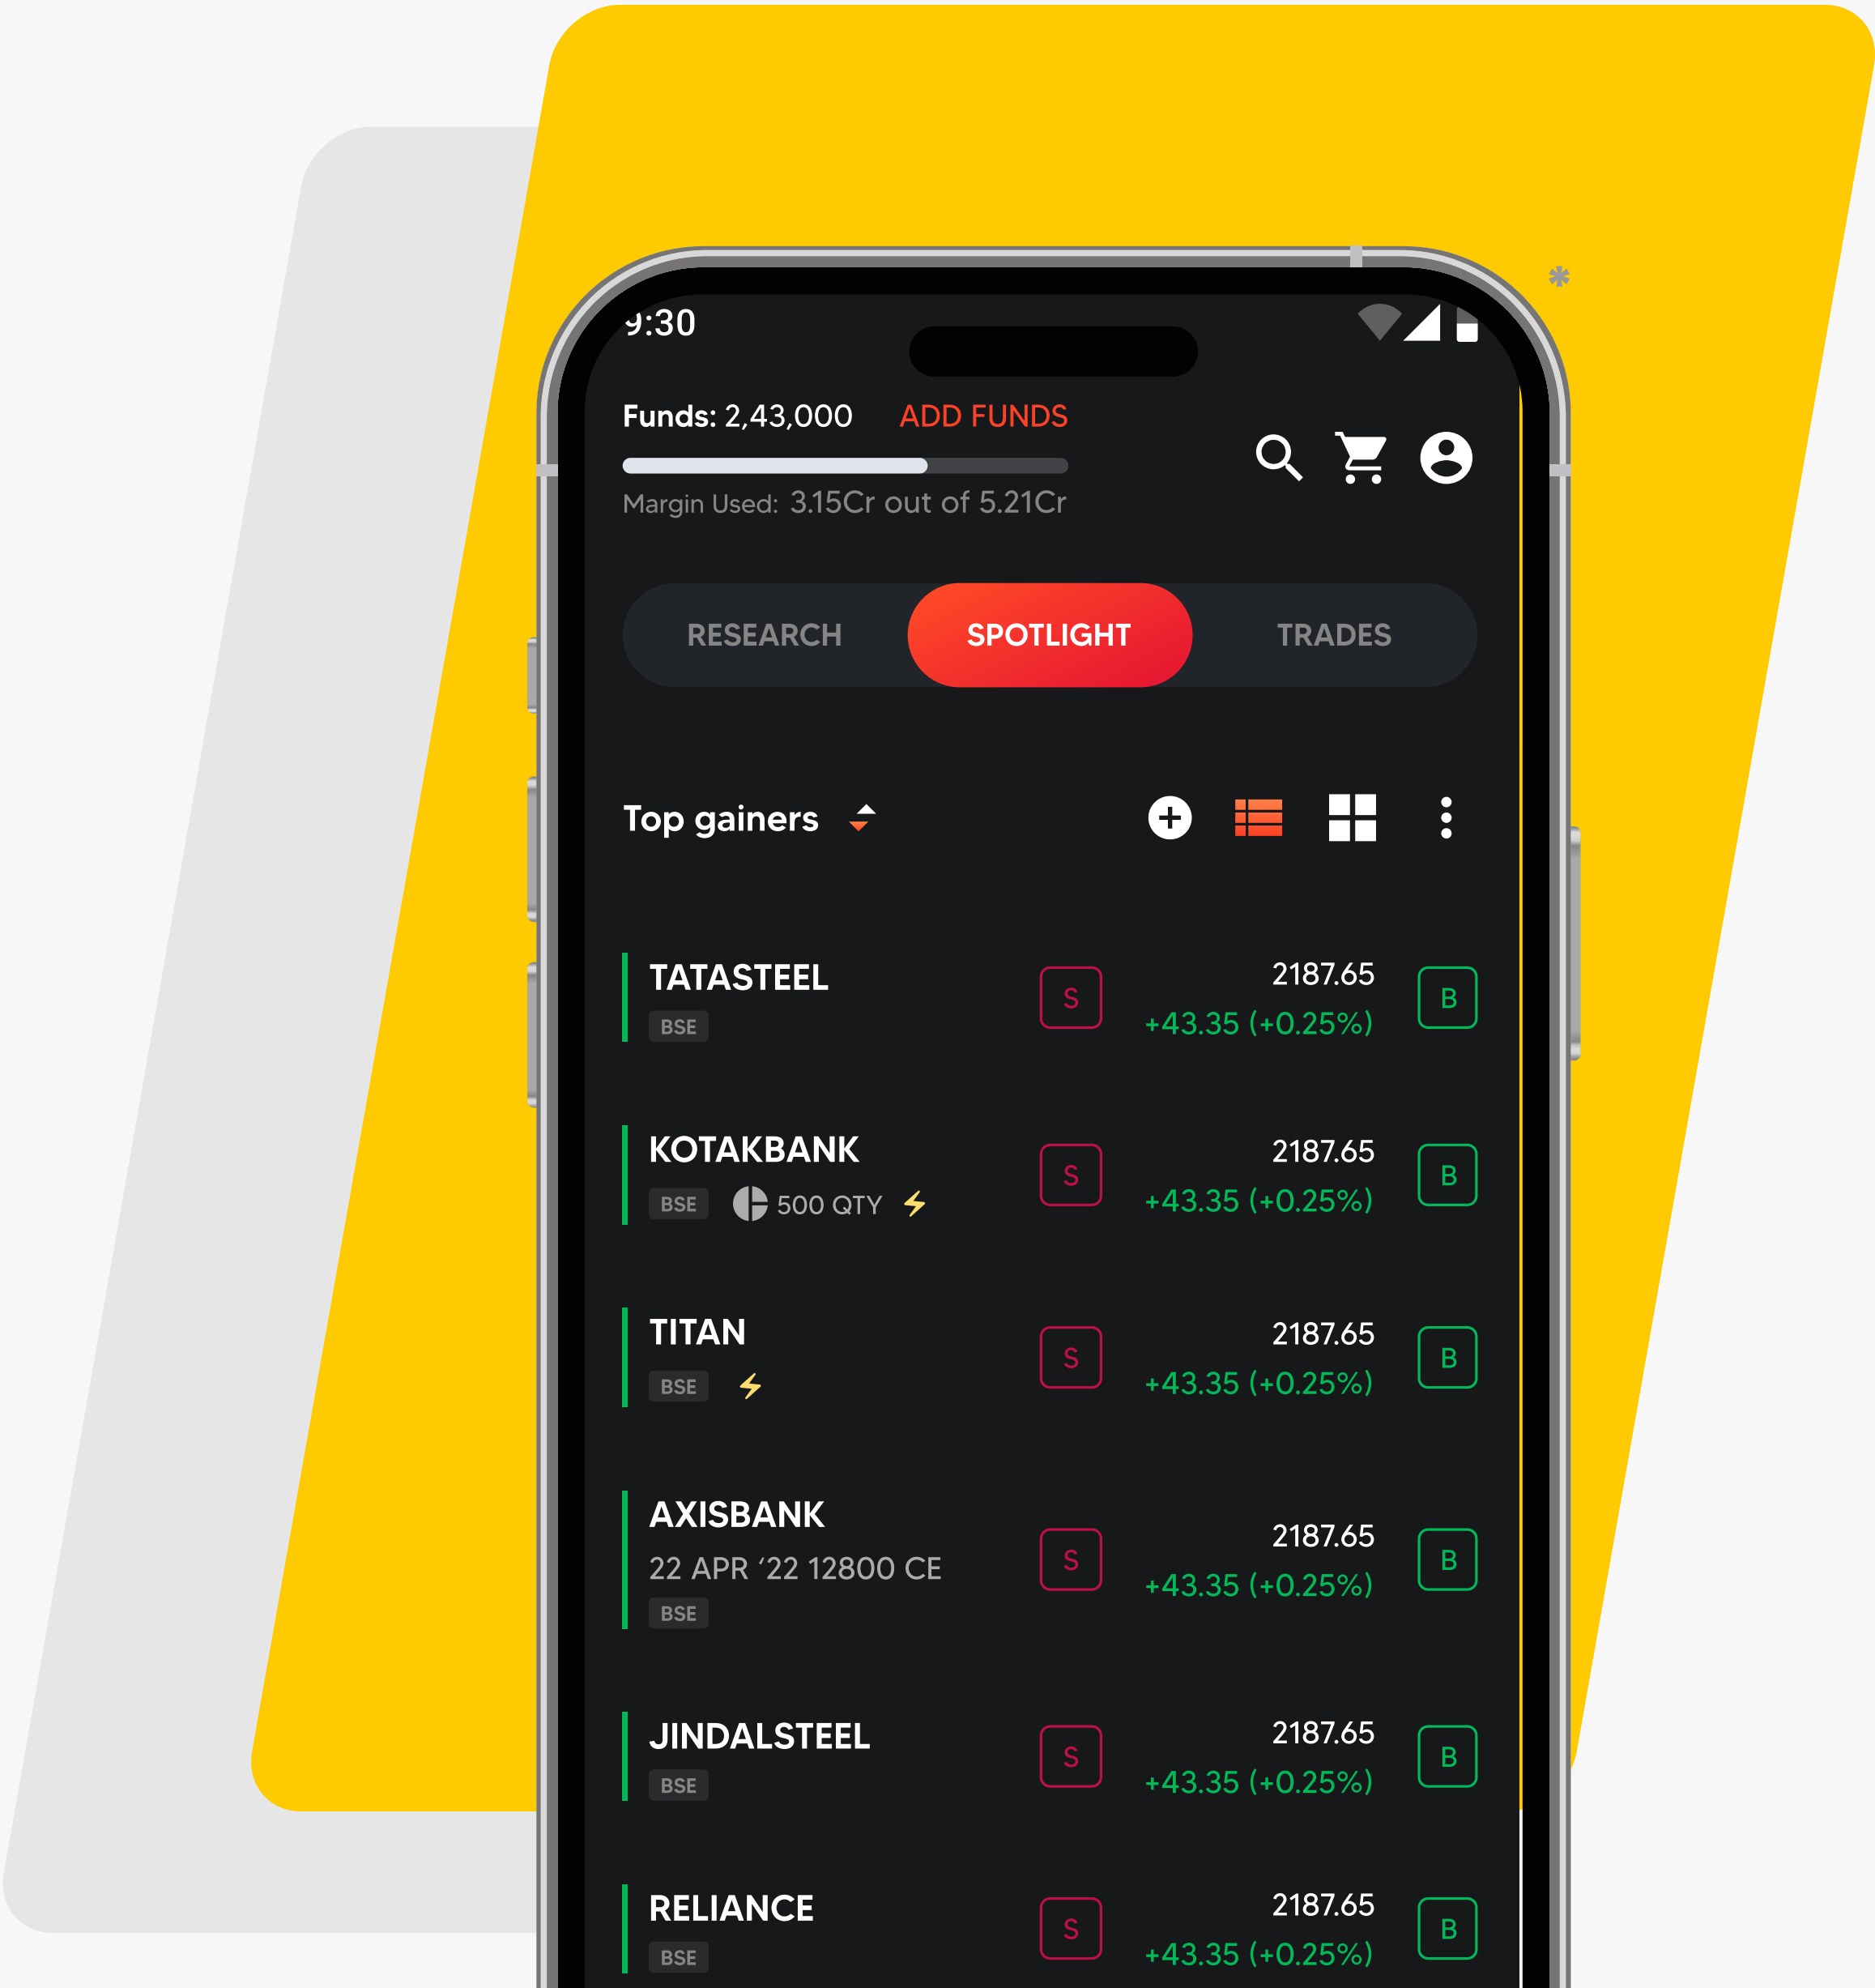 9:30
Funds: 2,43,000 ADD FUNDS
Margin Used: 3.15Cr out of 5.21Cr
RESEARCH SPOTLIGHT TRADES
Top gainers
*
TATASTEEL S 2187.65 B
BSE +43.35 (+0.25%)
KOTAKBANK S 2187.65 B
BSE 500 QTY +43.35 (+0.25%)
TITAN S 2187.65 B
BSE +43.35 (+0.25%)
AXISBANK S 2187.65 B
22 APR ‘22 12800 CE +43.35 (+0.25%)
BSE
JINDALSTEEL S 2187.65 B
BSE +43.35 (+0.25%)
RELIANCE S 2187.65 B
BSE +43.35 (+0.25%)